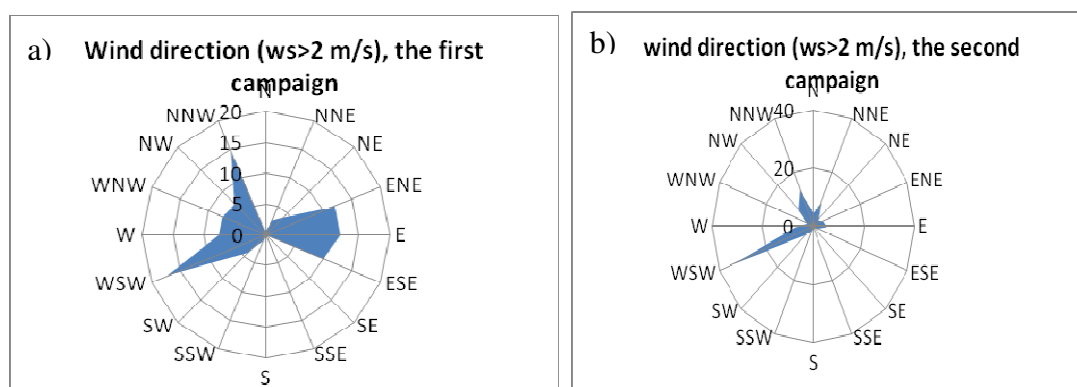 a)
Wind direction (ws>2 m/s), the first
campaign
N
NNE
NE
ENE
E
ESE
SE
SSE
S
SSW
SW
WSW
W
WNW
NW
NNW
20
15
10
5
0
b)
wind direction (ws>2 m/s), the second
campaign
N
NNE
NE
ENE
E
ESE
SE
SSE
S
SSW
SW
WSW
W
WNW
NW
NNW
40
20
0